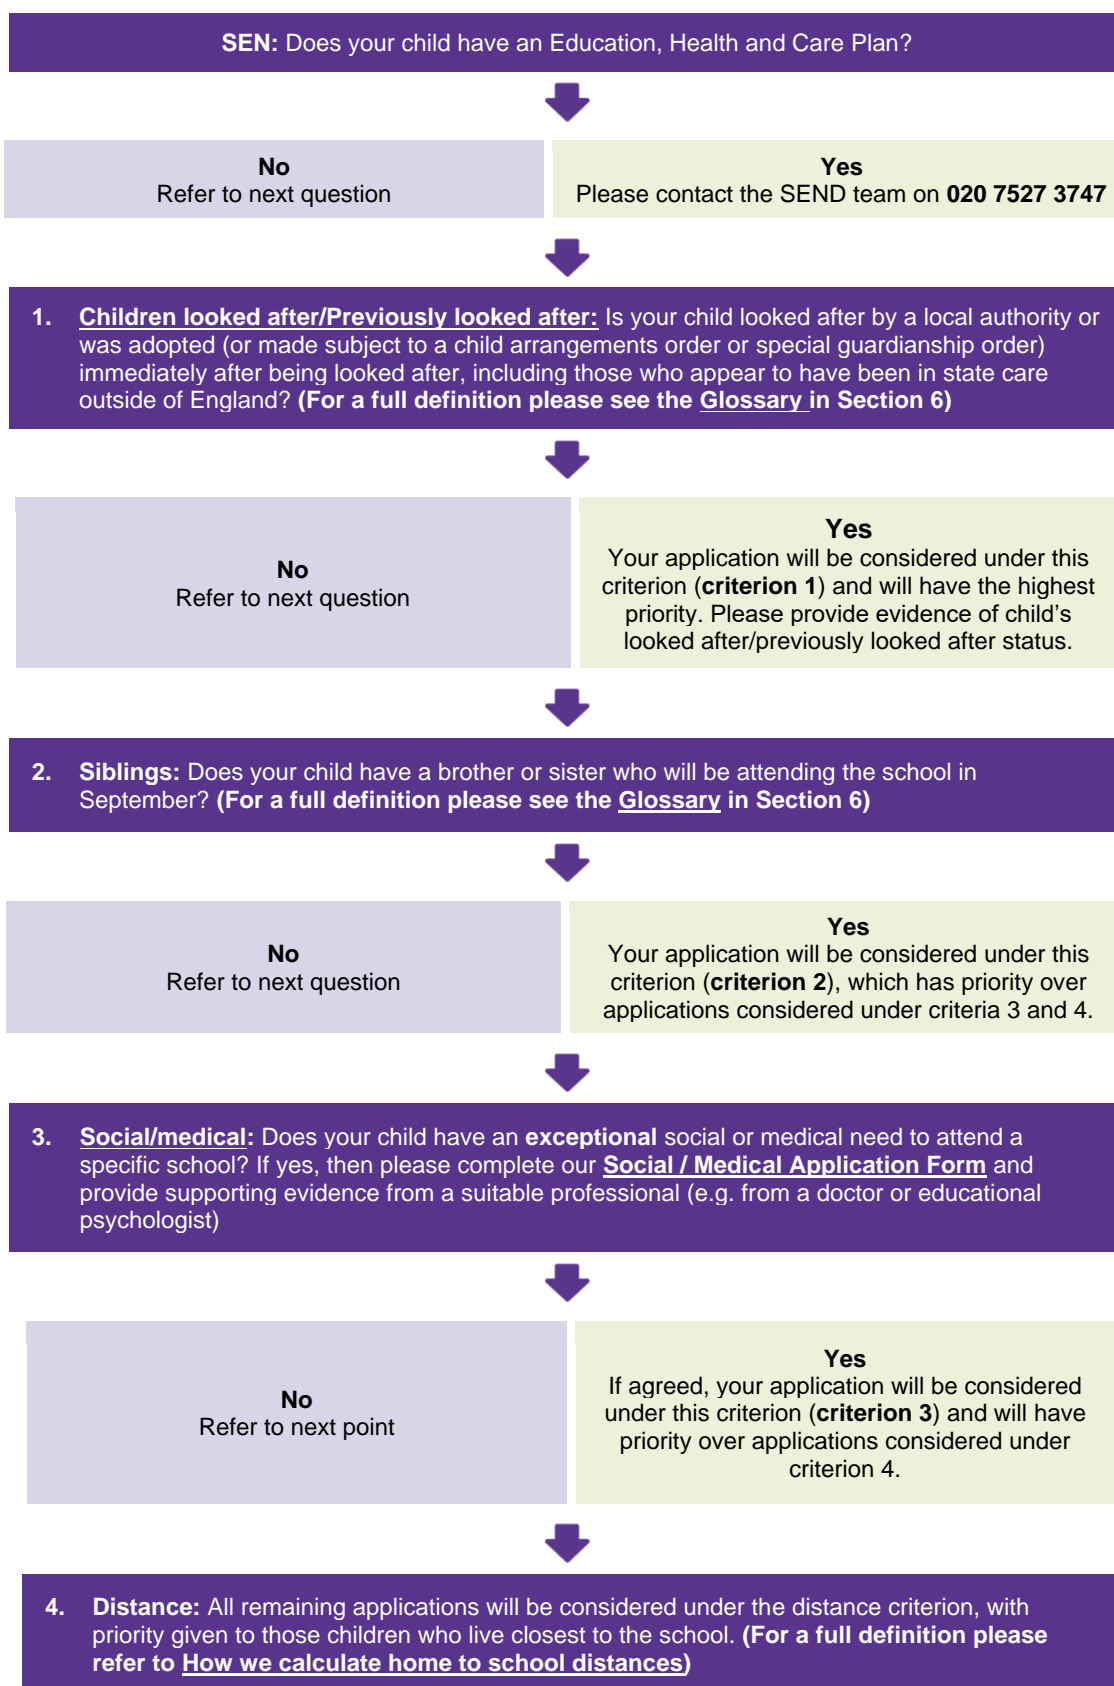 SEN: Does your child have an Education, Health and Care Plan?
No
Refer to next question
Yes
Please contact the SEND team on 020 7527 3747
1. Children looked after/Previously looked after: Is your child looked after by a local authority or
was adopted (or made subject to a child arrangements order or special guardianship order)
immediately after being looked after, including those who appear to have been in state care
outside of England? (For a full definition please see the Glossary in Section 6)
No
Refer to next question
Yes
Your application will be considered under this
criterion (criterion 1) and will have the highest
priority. Please provide evidence of child's
looked after/previously looked after status.
2. Siblings: Does your child have a brother or sister who will be attending the school in
September? (For a full definition please see the Glossary in Section 6)
No
Refer to next question
Yes
Your application will be considered under this
criterion (criterion 2), which has priority over
applications considered under criteria 3 and 4.
3. Social/medical: Does your child have an exceptional social or medical need to attend a
specific school? If yes, then please complete our Social / Medical Application Form and
provide supporting evidence from a suitable professional (e.g. from a doctor or educational
psychologist)
No
Refer to next point
Yes
If agreed, your application will be considered
under this criterion (criterion 3) and will have
priority over applications considered under
criterion 4.
4. Distance: All remaining applications will be considered under the distance criterion, with
priority given to those children who live closest to the school. (For a full definition please
refer to How we calculate home to school distances)